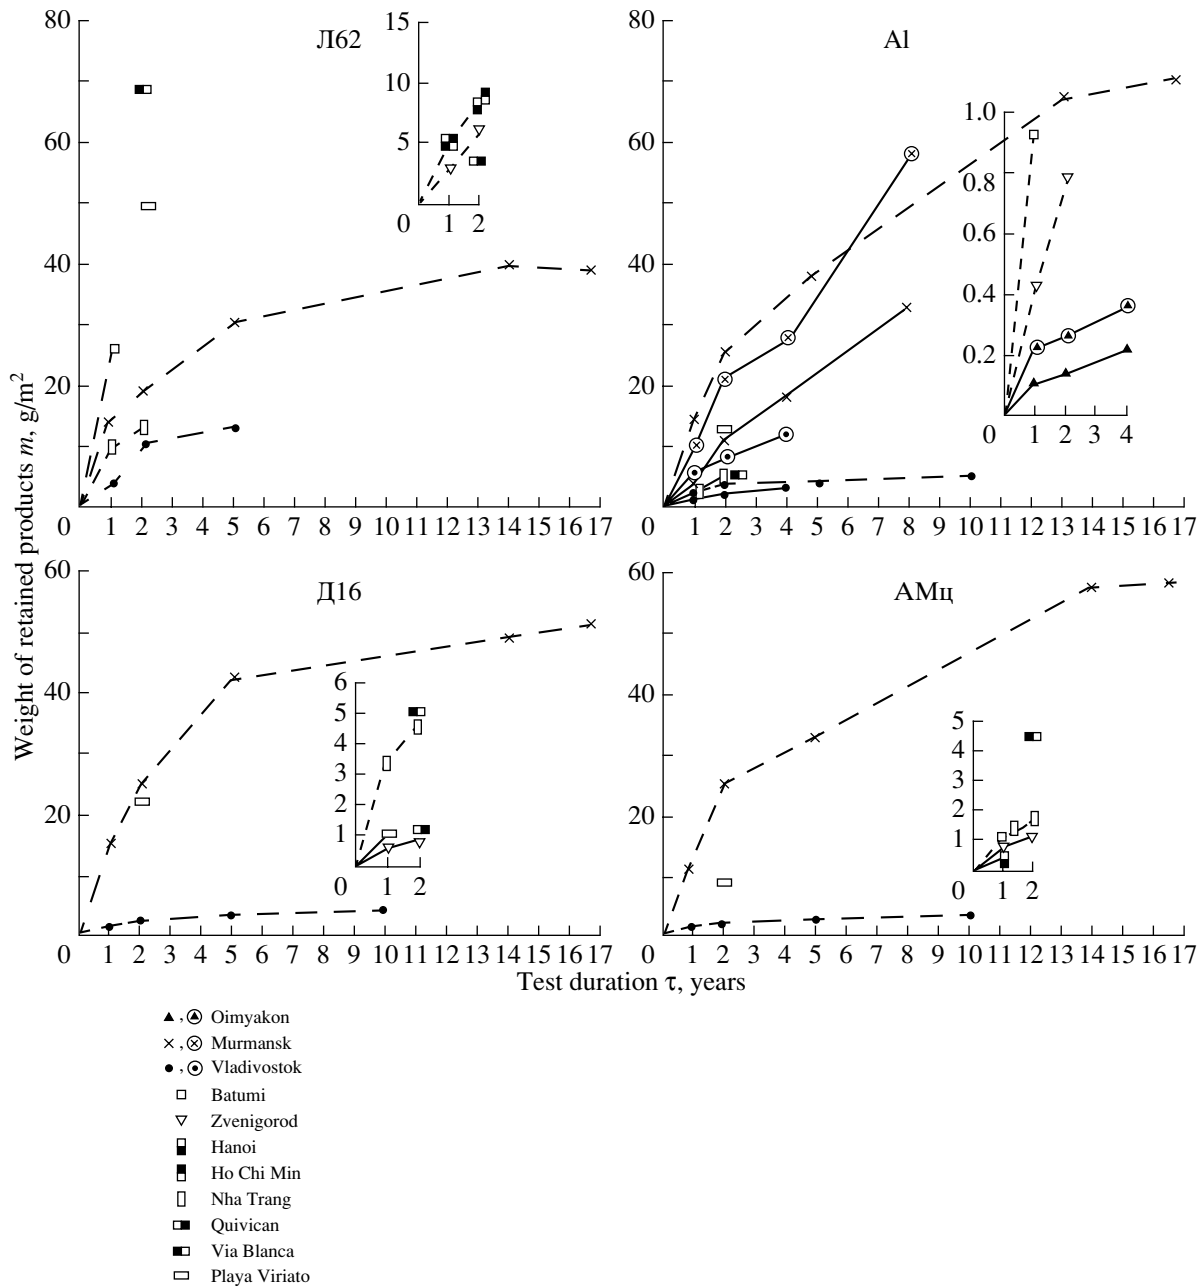 80
60
40
20
0
1 2 3 4 5 6 7 8 9 10 11 12 13 14 15 16 17
Л62
15
10
5
0
1 2
80
60
40
20
0
1 2 3 4 5 6 7 8 9 10 11 12 13 14 15 16 17
Al
1.0
0.8
0.6
0.4
0.2
0
1 2 3 4
Weight of retained products m, g/m²
60
40
20
0
1 2 3 4 5 6 7 8 9 10 11 12 13 14 15 16 17
Д16
6
5
4
3
2
1
0
1 2
60
40
20
0
1 2 3 4 5 6 7 8 9 10 11 12 13 14 15 16 17
АМц
5
4
3
2
1
0
1 2
Test duration τ, years
, Oimyakon
, Murmansk
, Vladivostok
Batumi
Zvenigorod
Hanoi
Ho Chi Min
Nha Trang
Quivican
Via Blanca
Playa Viriato